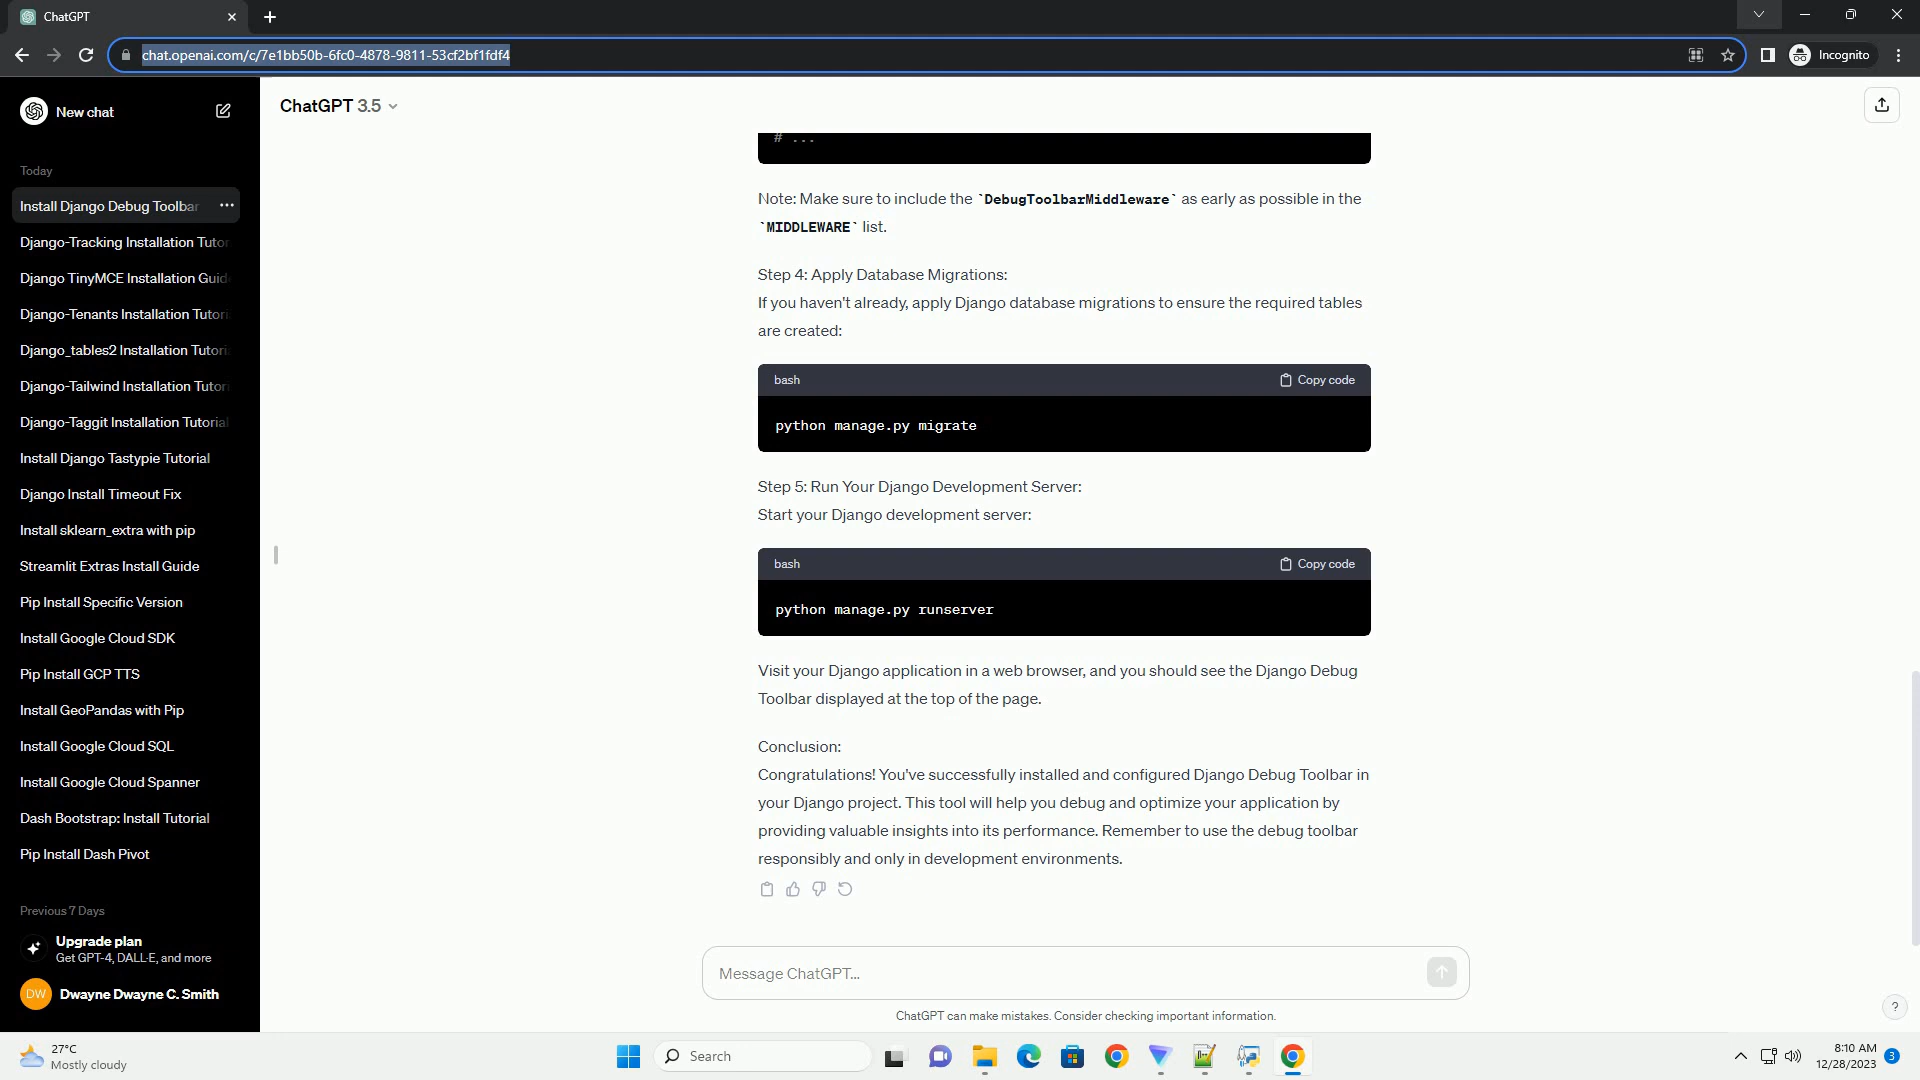 ChatGPT
chat.openai.com/c/7e1bb50b-6fc0-4878-9811-53cf2bf1fdf4
Incognito
New chat
Today
Install Django Debug Toolbar
Django-Tracking Installation Tutor
Django TinyMCE Installation Guid
Django-Tenants Installation Tutori
Django_tables2 Installation Tutori
Django-Tailwind Installation Tutor
Django-Taggit Installation Tutorial
Install Django Tastypie Tutorial
Django Install Timeout Fix
Install sklearn_extra with pip
Streamlit Extras Install Guide
Pip Install Specific Version
Install Google Cloud SDK
Pip Install GCP TTS
Install GeoPandas with Pip
Install Google Cloud SQL
Install Google Cloud Spanner
Dash Bootstrap: Install Tutorial
Pip Install Dash Pivot
Previous 7 Days
Upgrade plan
Get GPT-4, DALL·E, and more
DW Dwayne Dwayne C. Smith
ChatGPT 3.5
# ...
Note: Make sure to include the `DebugToolbarMiddleware` as early as possible in the
`MIDDLEWARE` list.
Step 4: Apply Database Migrations:
If you haven't already, apply Django database migrations to ensure the required tables
are created:
bash Copy code
python manage.py migrate
Step 5: Run Your Django Development Server:
Start your Django development server:
bash Copy code
python manage.py runserver
Visit your Django application in a web browser, and you should see the Django Debug
Toolbar displayed at the top of the page.
Conclusion:
Congratulations! You've successfully installed and configured Django Debug Toolbar in
your Django project. This tool will help you debug and optimize your application by
providing valuable insights into its performance. Remember to use the debug toolbar
responsibly and only in development environments.
Message ChatGPT...
ChatGPT can make mistakes. Consider checking important information.
?
27°C
Mostly cloudy
Search
8:10 AM
12/28/2023
3